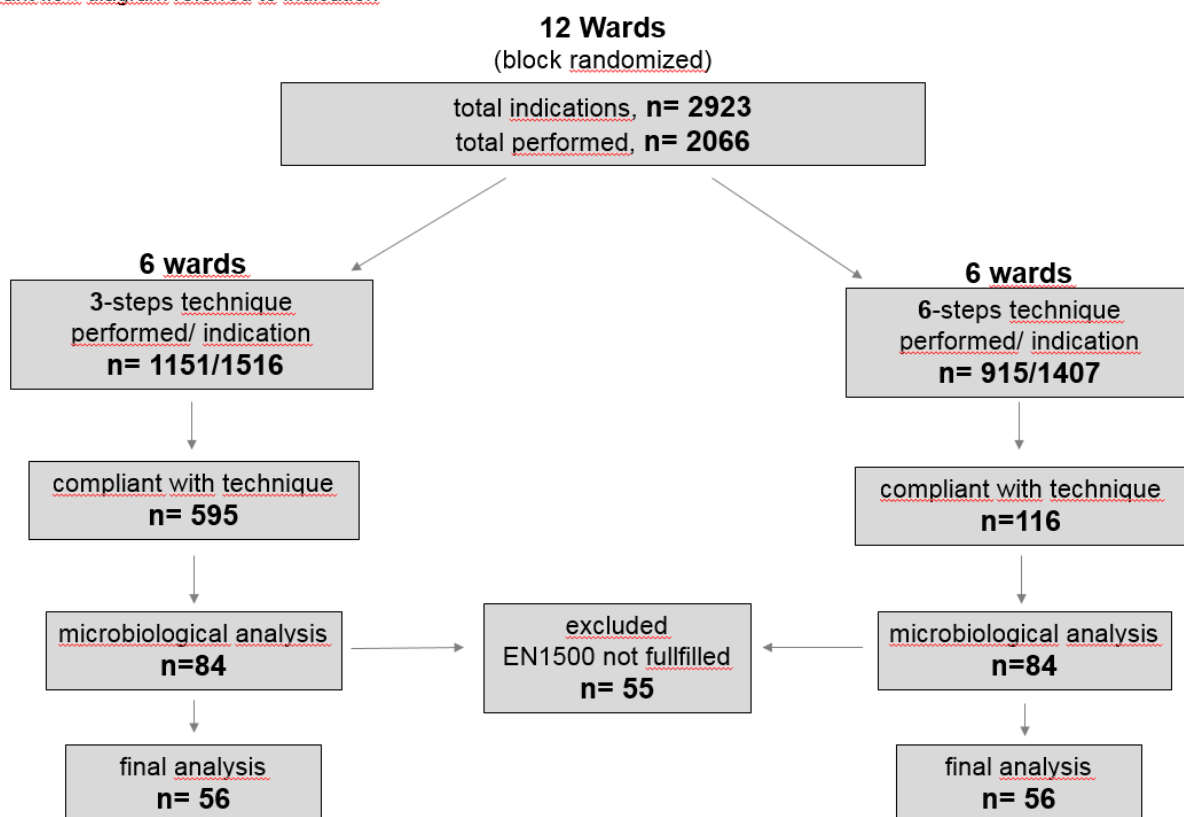 12 Wards
(block randomized)
total indications, n= 2923
total performed, n= 2066
6 wards
3-steps technique
performed/ indication
n= 1151/1516
6 wards
6-steps technique
performed/ indication
n= 915/1407
compliant with technique
n= 595
compliant with technique
n=116
microbiological analysis
n=84
excluded
EN1500 not fullfilled
n= 55
microbiological analysis
n=84
final analysis
n= 56
final analysis
n= 56